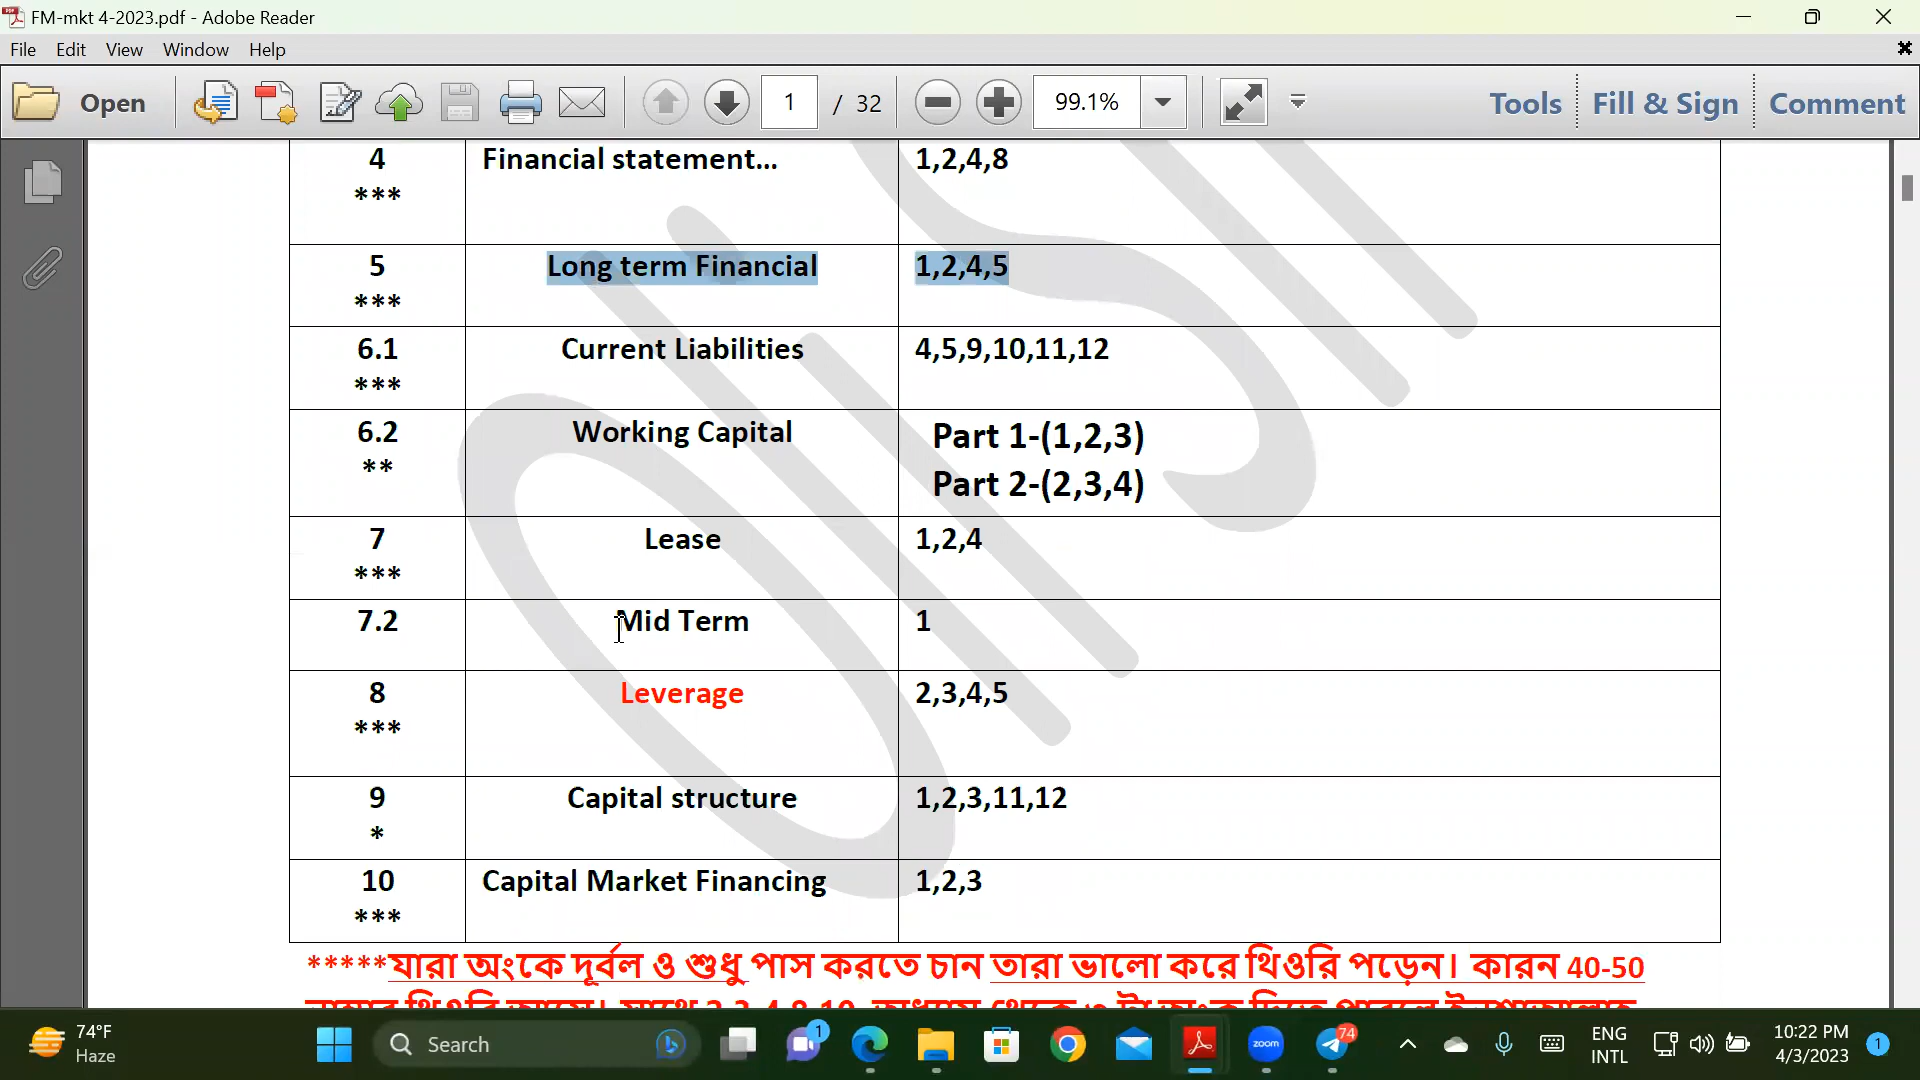 FM-mkt 4-2023.pdf - Adobe Reader
File Edit View Window Help
Open 1 / 32 99.1% Tools Fill & Sign Comment
4 Financial statement... 1,2,4,8
***
5 Long term Financial 1,2,4,5
***
6.1 Current Liabilities 4,5,9,10,11,12
***
6.2 Working Capital Part 1-(1,2,3)
** Part 2-(2,3,4)
7 Lease 1,2,4
***
7.2 Mid Term 1
8 Leverage 2,3,4,5
***
9 Capital structure 1,2,3,11,12
*
10 Capital Market Financing 1,2,3
***
*****যারা অংকে দূর্বল ও শুধু পাস করতে চান তারা ভালো করে থিওরি পড়েন। কারন 40-50
74°F
Haze
Search
1
zoom
74
ENG
INTL
10:22 PM
4/3/2023
1